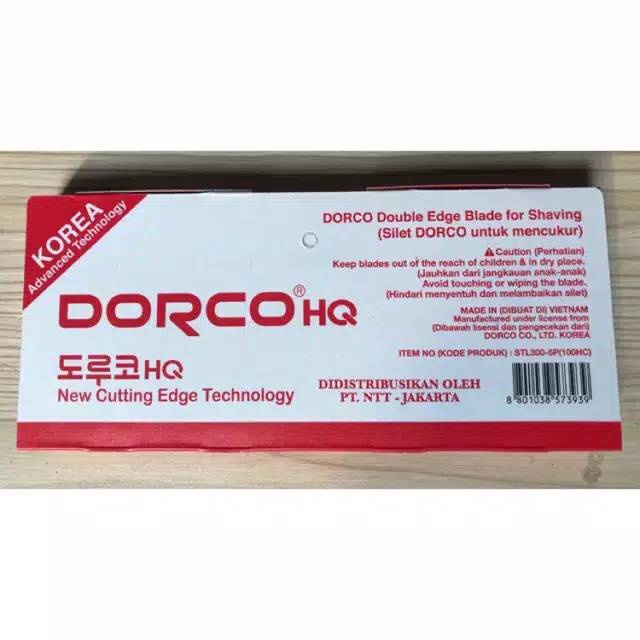 KOREA
Advanced Technology
DORCO® HQ
도루코 HQ
New Cutting Edge Technology
DORCO Double Edge Blade for Shaving
(Silet DORCO untuk mencukur)
⚠Caution (Perhatian)
Keep blades out of the reach of children & in dry place.
(Jauhkan dari jangkauan anak-anak)
Avoid touching or wiping the blade.
(Hindari menyentuh dan melambaikan silet)
MADE IN (DIBUAT DI) VIETNAM
Manufactured under license from
(Dibawah lisensi dan pengecekan dari)
DORCO CO., LTD. KOREA
ITEM NO (KODE PRODUK) : STL300-5P(100HC)
DIDISTRIBUSIKAN OLEH
PT. NTT - JAKARTA
8 801038 573939